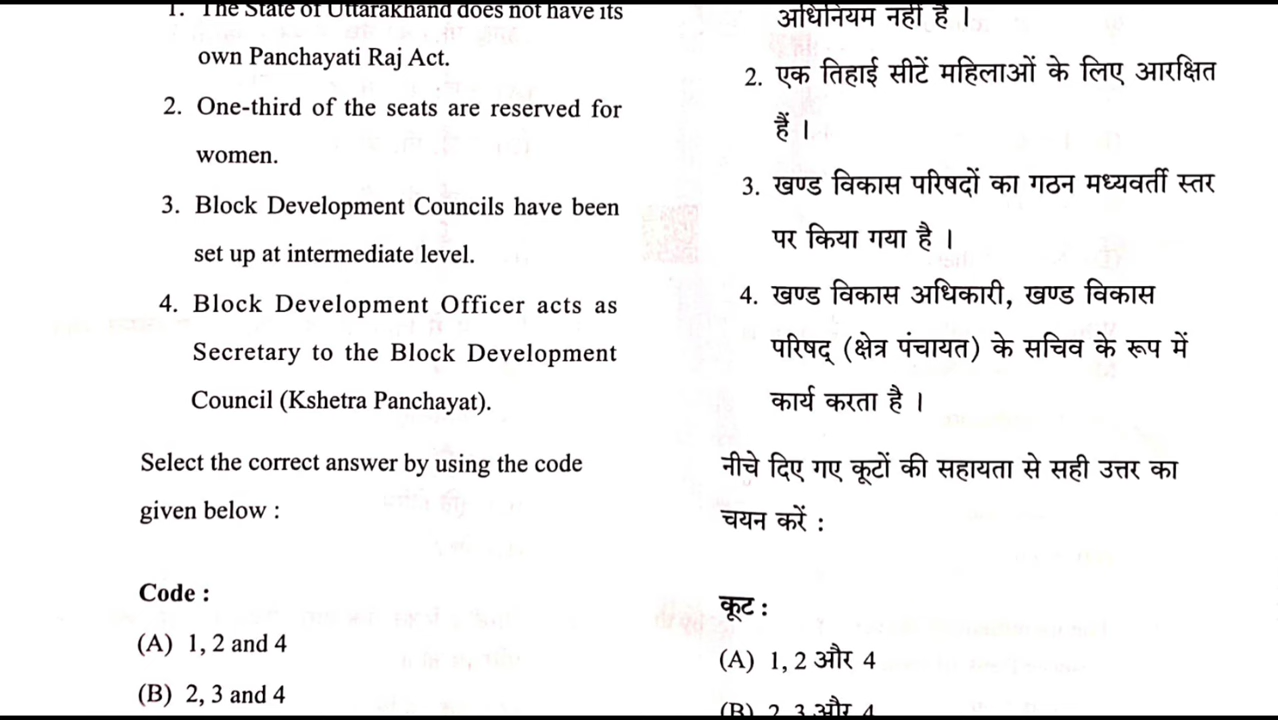 1. The State of Uttarakhand does not have its
own Panchayati Raj Act.
2. One-third of the seats are reserved for
women.
3. Block Development Councils have been
set up at intermediate level.
4. Block Development Officer acts as
Secretary to the Block Development
Council (Kshetra Panchayat).
Select the correct answer by using the code
given below :
Code :
(A) 1, 2 and 4
(B) 2, 3 and 4
अधिनियम नहीं है ।
2. एक तिहाई सीटें महिलाओं के लिए आरक्षित
हैं ।
3. खण्ड विकास परिषदों का गठन मध्यवर्ती स्तर
पर किया गया है ।
4. खण्ड विकास अधिकारी, खण्ड विकास
परिषद् (क्षेत्र पंचायत) के सचिव के रूप में
कार्य करता है ।
नीचे दिए गए कूटों की सहायता से सही उत्तर का
चयन करें :
कूट :
(A) 1, 2 और 4
(B) 2, 3 और 4